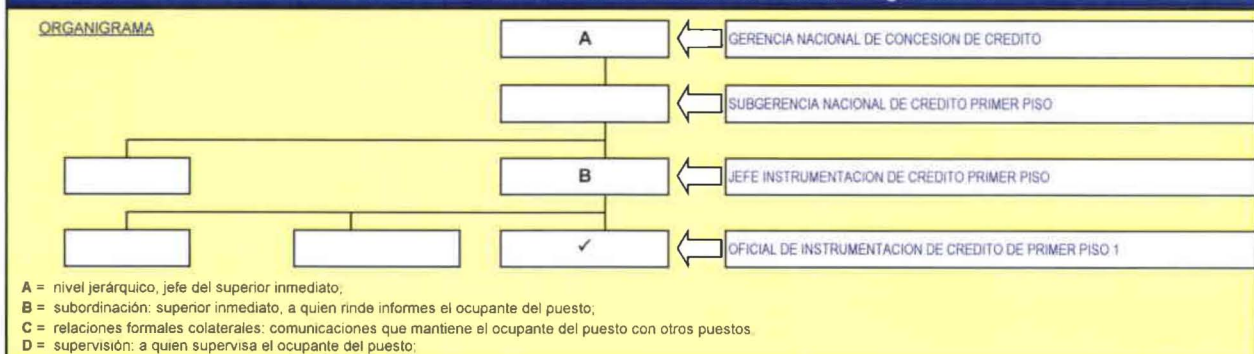 ORGANIGRAMA
A
GERENCIA NACIONAL DE CONCESION DE CREDITO
SUBGERENCIA NACIONAL DE CREDITO PRIMER PISO
B
JEFE INSTRUMENTACION DE CREDITO PRIMER PISO
✓
OFICIAL DE INSTRUMENTACION DE CREDITO DE PRIMER PISO 1
A = nivel jerárquico, jefe del superior inmediato;
B = subordinación: superior inmediato, a quien rinde informes el ocupante del puesto;
C = relaciones formales colaterales: comunicaciones que mantiene el ocupante del puesto con otros puestos.
D = supervisión: a quien supervisa el ocupante del puesto;